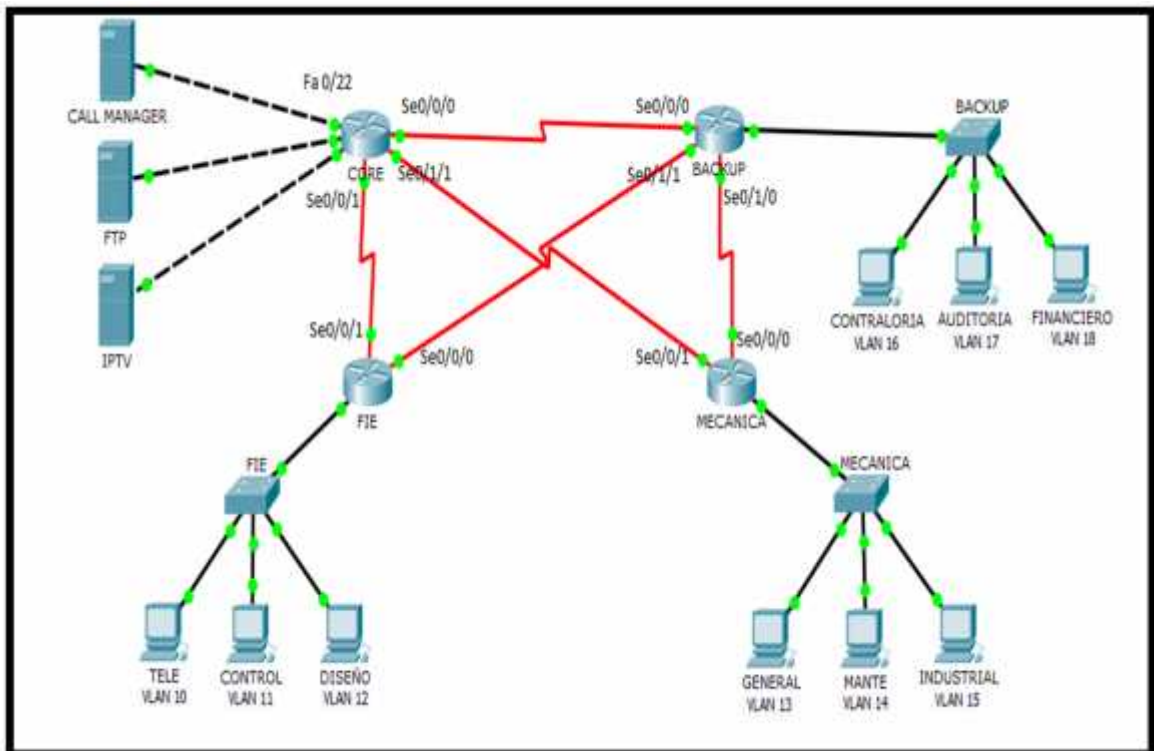 Fa 0/22
CALL MANAGER
Se0/0/0
Se0/0/0
BACKUP
CORE
BACKUP
Se0/1/1
Se0/1/1
Se0/0/1
Se0/1/0
FTP
CONTRALORIA
VLAN 16
AUDITORIA
VLAN 17
FINANCIERO
VLAN 18
IPTV
Se0/0/1
Se0/0/0
Se0/0/1
Se0/0/0
FIE
MECANICA
FIE
MECANICA
TELE
VLAN 10
CONTROL
VLAN 11
DISEÑO
VLAN 12
GENERAL
VLAN 13
MANTE
VLAN 14
INDUSTRIAL
VLAN 15